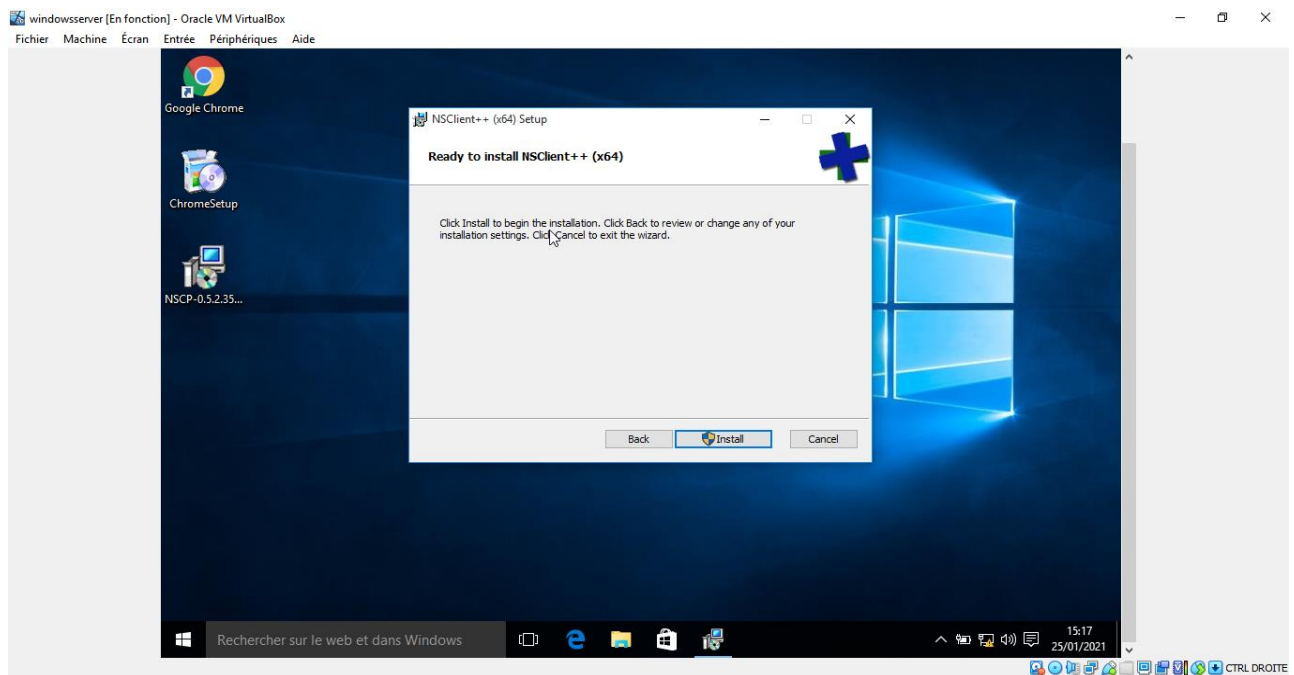 windowsserver [En fonction] - Oracle VM VirtualBox
Fichier Machine Écran Entrée Périphériques Aide
Google Chrome
ChromeSetup
NSCP-0.5.2.35...
NSClient++ (x64) Setup
Ready to install NSClient++ (x64)
Click Install to begin the installation. Click Back to review or change any of your
installation settings. Click Cancel to exit the wizard.
Back Install Cancel
Rechercher sur le web et dans Windows
15:17
25/01/2021
CTRL DROITE